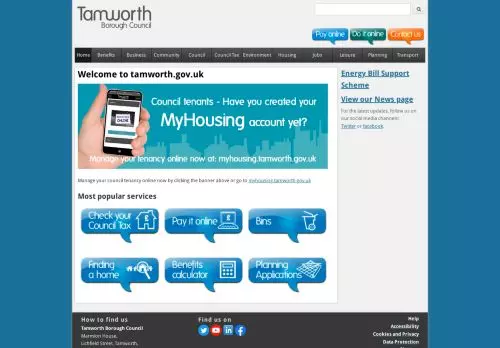 Tamworth
Borough Council
Pay online
Do it online
Contact us
Home Benefits Business Community Council Council Tax Environment Housing Jobs Leisure Planning Transport
Welcome to tamworth.gov.uk
Council tenants - Have you created your
MyHousing account yet?
Manage your tenancy online now at: myhousing.tamworth.gov.uk
Manage your council tenancy online now by clicking the banner above or go to myhousing.tamworth.gov.uk
Most popular services
Check your
Council Tax
Pay it online
Bins
Finding
a home
Benefits
calculator
Planning
Applications
Energy Bill Support
Scheme
View our News page
For the latest updates, follow us on
our social media channels:
Twitter or Facebook.
How to find us
Tamworth Borough Council
Marmion House,
Lichfield Street, Tamworth,
Find us on
Help
Accessibility
Cookies and Privacy
Data Protection